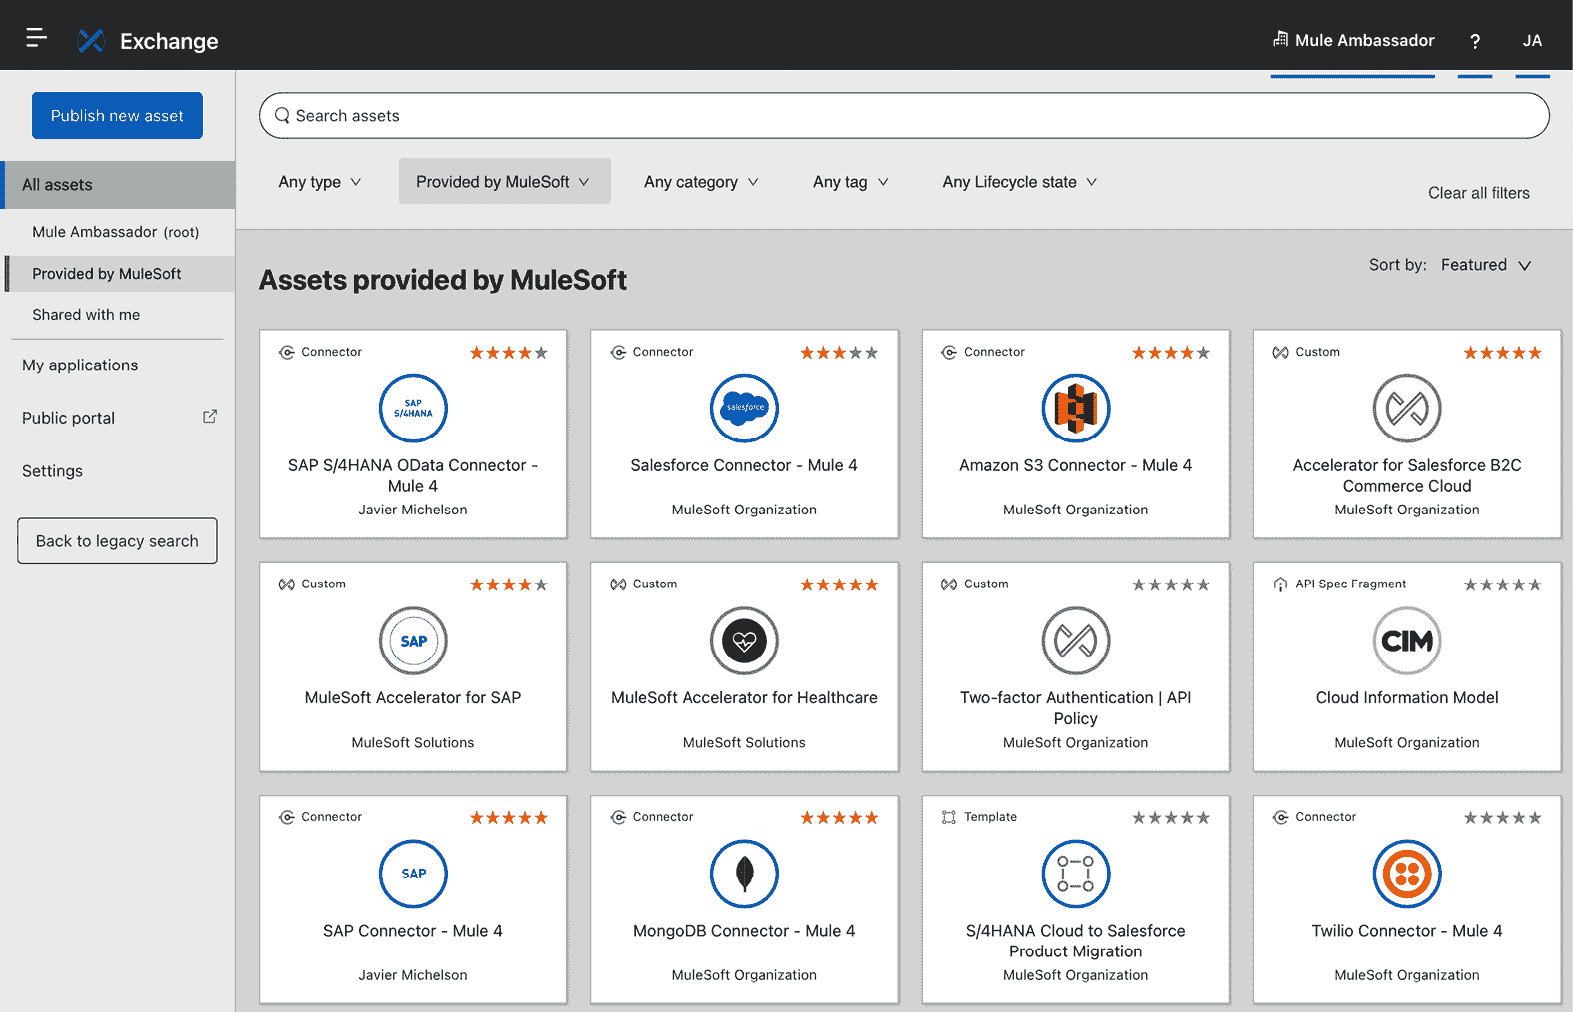 Exchange
Mule Ambassador
?
JA
Publish new asset
All assets
Mule Ambassador (root)
Provided by MuleSoft
Shared with me
My applications
Public portal
Settings
Back to legacy search
Search assets
Any type
Provided by MuleSoft
Any category
Any tag
Any Lifecycle state
Clear all filters
Assets provided by MuleSoft
Sort by: Featured
Connector
SAP
S/4HANA
SAP S/4HANA OData Connector -
Mule 4
Javier Michelson
Connector
salesforce
Salesforce Connector - Mule 4
MuleSoft Organization
Connector
Amazon S3 Connector - Mule 4
MuleSoft Organization
Custom
Accelerator for Salesforce B2C
Commerce Cloud
MuleSoft Organization
Custom
SAP
MuleSoft Accelerator for SAP
MuleSoft Solutions
Custom
MuleSoft Accelerator for Healthcare
MuleSoft Solutions
Custom
Two-factor Authentication | API
Policy
MuleSoft Organization
API Spec Fragment
CIM
Cloud Information Model
MuleSoft Organization
Connector
SAP
SAP Connector - Mule 4
Javier Michelson
Connector
MongoDB Connector - Mule 4
MuleSoft Organization
Template
S/4HANA Cloud to Salesforce
Product Migration
MuleSoft Organization
Connector
Twilio Connector - Mule 4
MuleSoft Organization